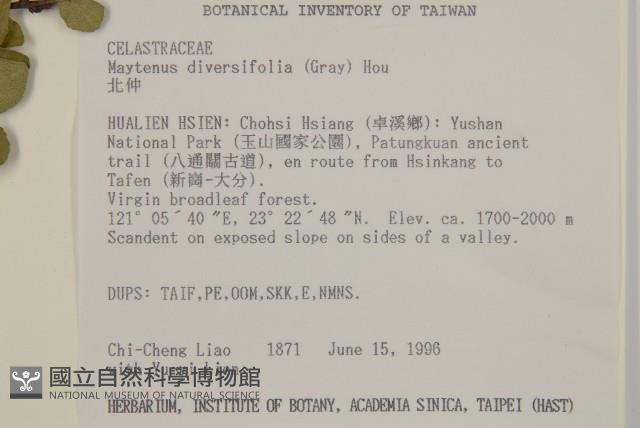 BOTANICAL INVENTORY OF TAIWAN
CELASTRACEAE
Maytenus diversifolia (Gray) Hou
北仲
HUALIEN HSIEN: Chohsi Hsiang (卓溪鄉): Yushan
National Park (玉山國家公園), Patungkuan ancient
trail (八通關古道), en route from Hsinkang to
Tafen (新崗-大分).
Virgin broadleaf forest.
121° 05´40 ″E, 23° 22´48 ″N. Elev. ca. 1700-2000 m
Scandent on exposed slope on sides of a valley.
DUPS: TAIF,PE,OOM,SKK,E,NMNS.
Chi-Cheng Liao 1871 June 15, 1996
with
國立自然科學博物館
NATIONAL MUSEUM OF NATURAL SCIENCE
HERBARIUM, INSTITUTE OF BOTANY, ACADEMIA SINICA, TAIPEI (HAST)